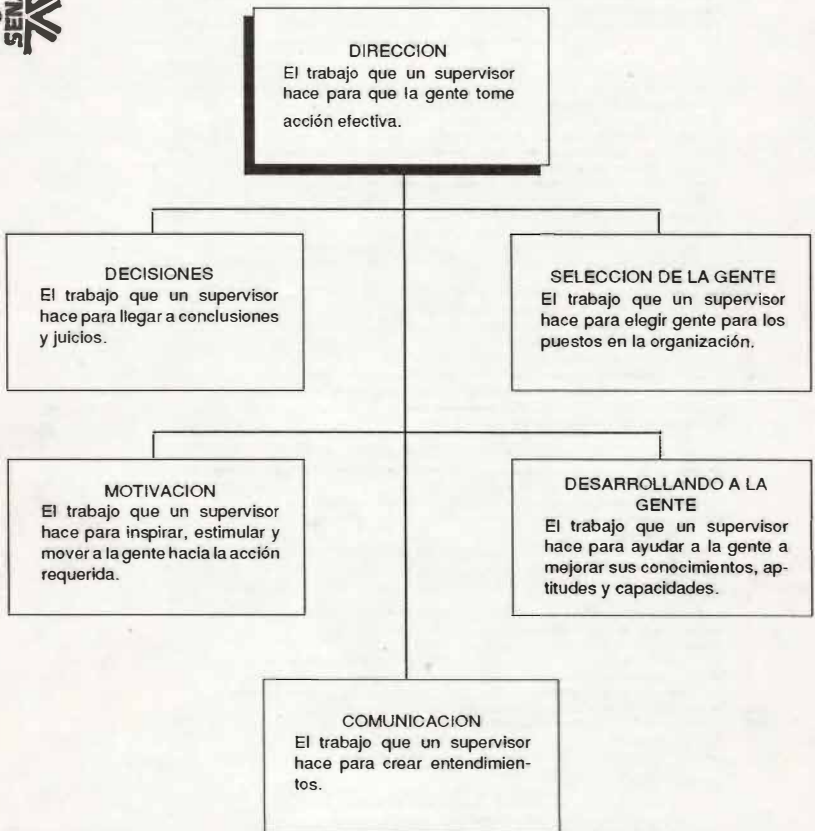 SENA
DIRECCION
El trabajo que un supervisor
hace para que la gente tome
acción efectiva.
DECISIONES
El trabajo que un supervisor
hace para llegar a conclusiones
y juicios.
SELECCION DE LA GENTE
El trabajo que un supervisor
hace para elegir gente para los
puestos en la organización.
MOTIVACION
El trabajo que un supervisor
hace para inspirar, estimular y
mover a la gente hacia la acción
requerida.
DESARROLLANDO A LA
GENTE
El trabajo que un supervisor
hace para ayudar a la gente a
mejorar sus conocimientos, ap-
titudes y capacidades.
COMUNICACION
El trabajo que un supervisor
hace para crear entendimien-
tos.